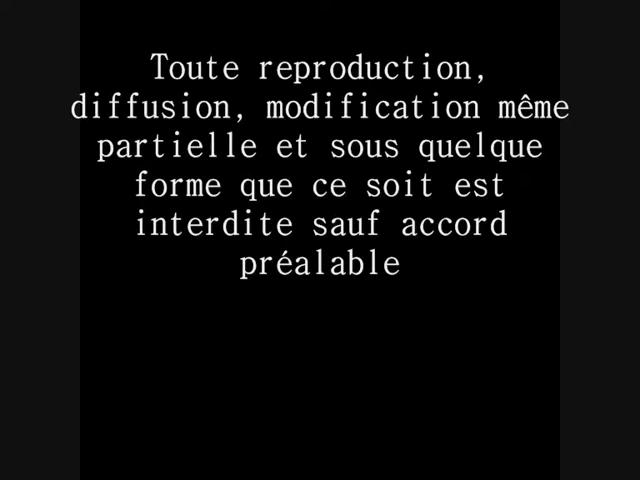 Toute reproduction,
diffusion, modification même
partielle et sous quelque
forme que ce soit est
interdite sauf accord
préalable